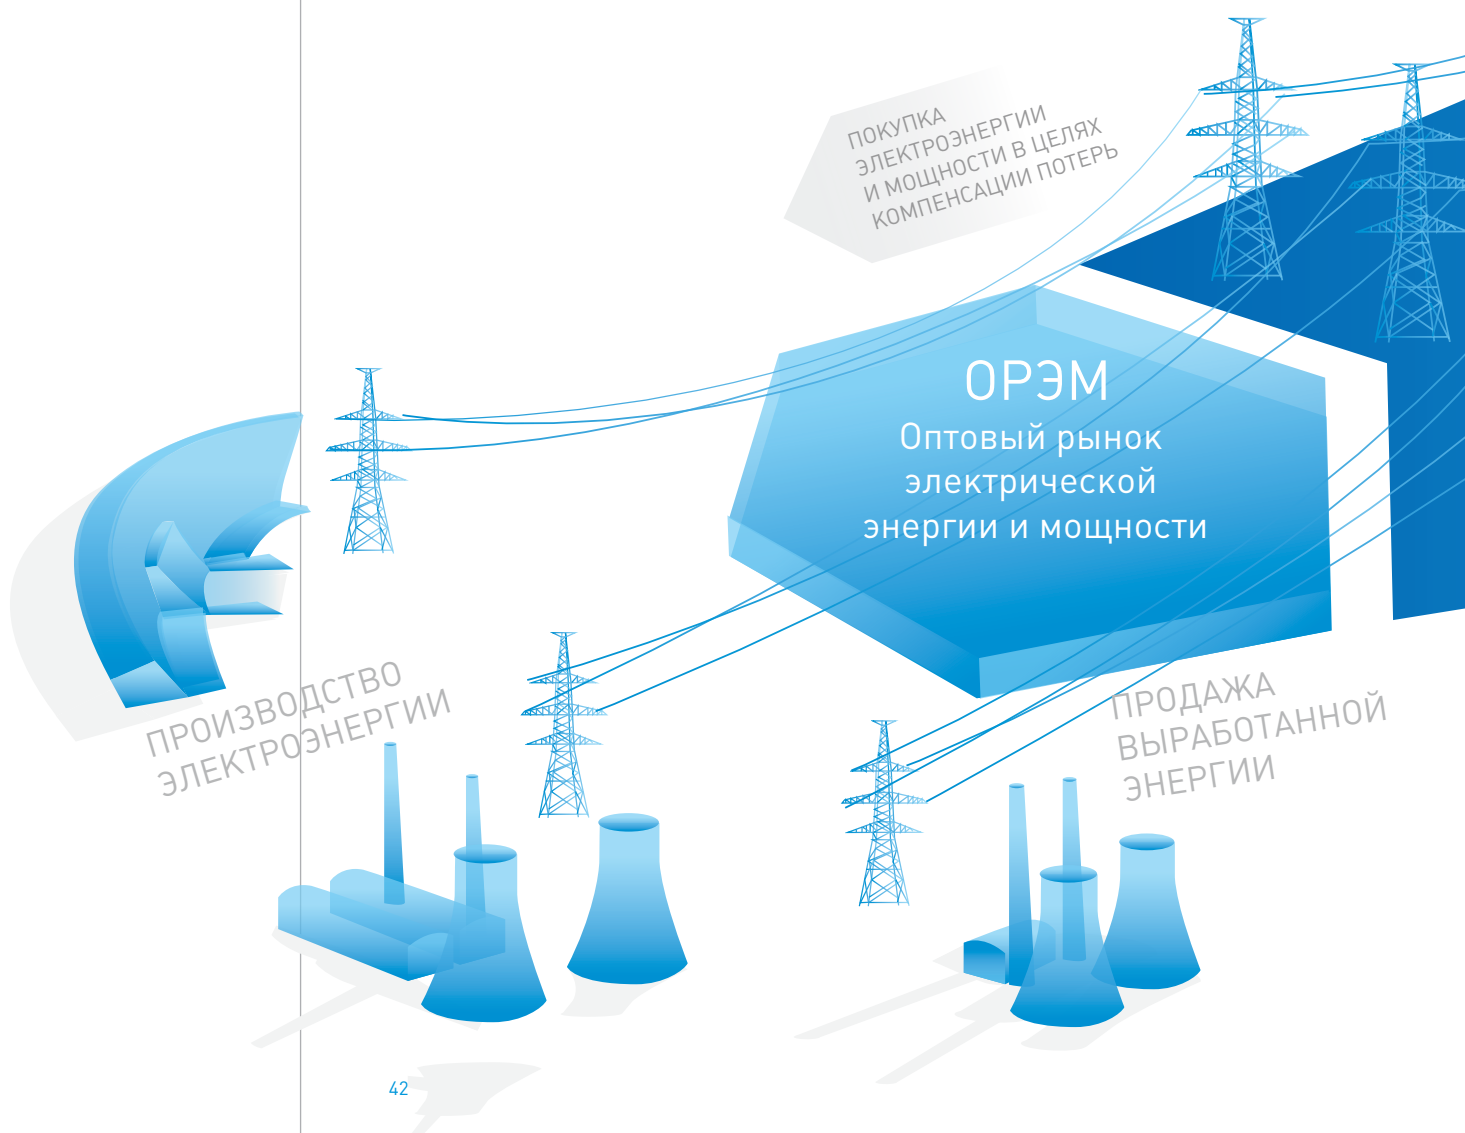 ПОКУПКА
ЭЛЕКТРОЭНЕРГИИ
И МОЩНОСТИ В ЦЕЛЯХ
КОМПЕНСАЦИИ ПОТЕРЬ
ОРЭМ
Оптовый рынок
электрической
энергии и мощности
ПРОИЗВОДСТВО
ЭЛЕКТРОЭНЕРГИИ
ПРОДАЖА
ВЫРАБОТАННОЙ
ЭНЕРГИИ
42